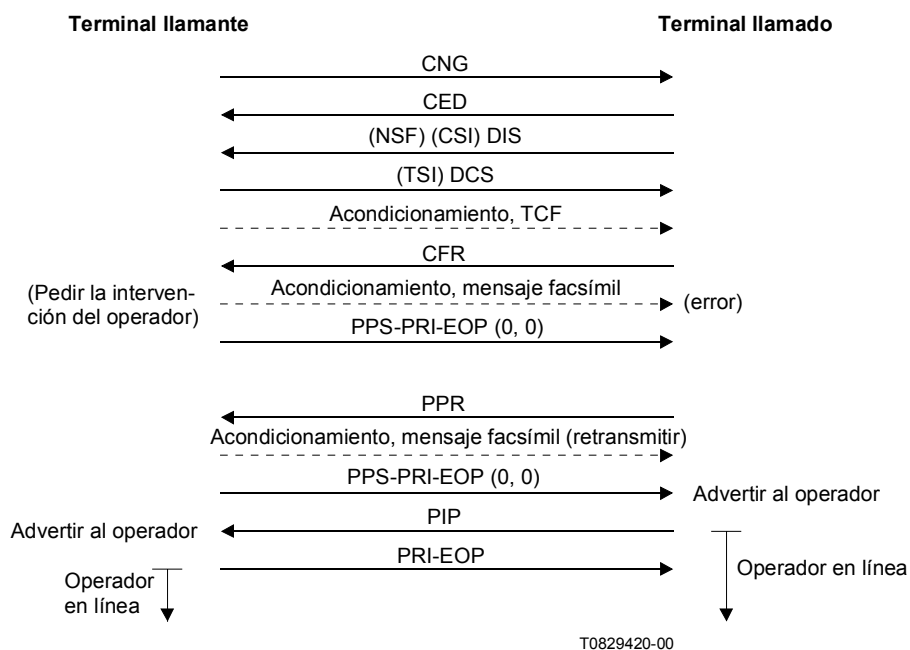 Terminal llamante
Terminal llamado
CNG
CED
(NSF) (CSI) DIS
(TSI) DCS
Acondicionamiento, TCF
CFR
(Pedir la interven-
ción del operador)
Acondicionamiento, mensaje facsímil
(error)
PPS-PRI-EOP (0, 0)
PPR
Acondicionamiento, mensaje facsímil (retransmitir)
PPS-PRI-EOP (0, 0)
Advertir al operador
PIP
Advertir al operador
PRI-EOP
Operador
en línea
Operador en línea
T0829420-00